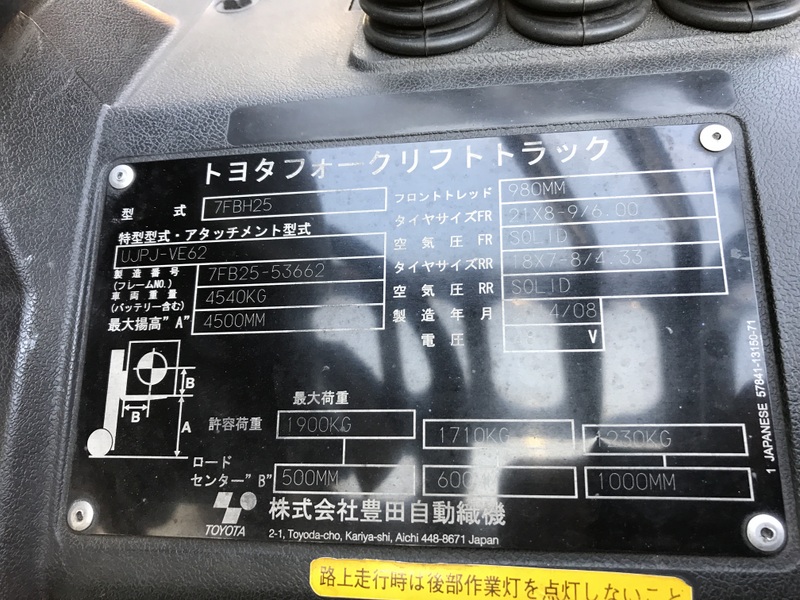 トヨタフォークリフトトラック
型 式 7FBH25
特型型式・アタッチメント型式
UJPJ-VE62
製造番号 (フレームNO.) 7FB25-53662
車両重量 (バッテリー含む) 4540KG
最大揚高"A" 4500MM
フロントトレッド 980MM
タイヤサイズFR 21X8-9/6.00
空気圧 FR SOLID
タイヤサイズRR 18X7-8/4.33
空気圧 RR SOLID
製造年月 4/08
電圧 V
B
B
A
最大荷重
許容荷重 1900KG 1710KG 1230KG
ロード
センター"B" 500MM 600 1000MM
TOYOTA
株式会社豊田自動織機
2-1, Toyoda-cho, Kariya-shi, Aichi 448-8671 Japan
1 JAPANESE 57841-13150-71
路上走行時は後部作業灯を点灯しないこと